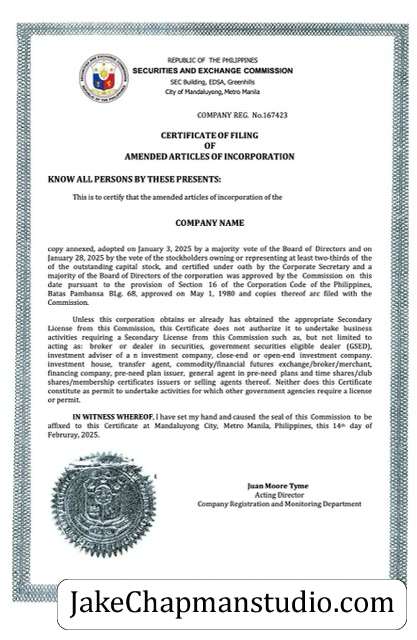 REPUBLIC OF THE PHILIPPINES
SECURITIES AND EXCHANGE COMMISSION
SEC Building, EDSA, Greenhills
City of Mandaluyong, Metro Manila
COMPANY REG. No.167423
CERTIFICATE OF FILING
OF
AMENDED ARTICLES OF INCORPORATION
KNOW ALL PERSONS BY THESE PRESENTS:
This is to certify that the amended articles of incorporation of the
COMPANY NAME
copy annexed, adopted on January 3, 2025 by a majority vote of the Board of Directors and on
January 28, 2025 by the vote of the stockholders owning or representing at least two-thirds of the
of the outstanding capital stock, and certified under oath by the Corporate Secretary and a
majority of the Board of Directors of the corporation was approved by the Commission on this
date pursuant to the provision of Section 16 of the Corporation Code of the Philippines,
Batas Pambansa BLg. 68, approved on May 1, 1980 and copies thereof arc filed with the
Commission.
Unless this corporation obtains or already has obtained the appropriate Secondary
License from this Commission, this Certificate does not authorize it to undertake business
activities requiring a Secondary License from this Commission such as, but not limited to
acting as: broker or dealer in securities, government securities eligible dealer (GSED),
investment adviser of a n investment company, close-end or open-end investment company.
investment house, transfer agent, commodity/financial futures exchange/broker/merchant,
financing company, pre-need plan issuer, general agent in pre-need plans and time shares/club
shares/membership certificates issuers or selling agents thereof. Neither does this Certificate
constitute as permit to undertake activities for which other government agencies require a license
or permit.
IN WITNESS WHEREOF, I have set my hand and caused the seal of this Commission to be
affixed to this Certificate at Mandaluyong City, Metro Manila, Philippines, this 14th day of
Februray, 2025.
Juan Moore Tyme
Acting Director
Company Registration and Monitoring Department
JakeChapmanstudio.com